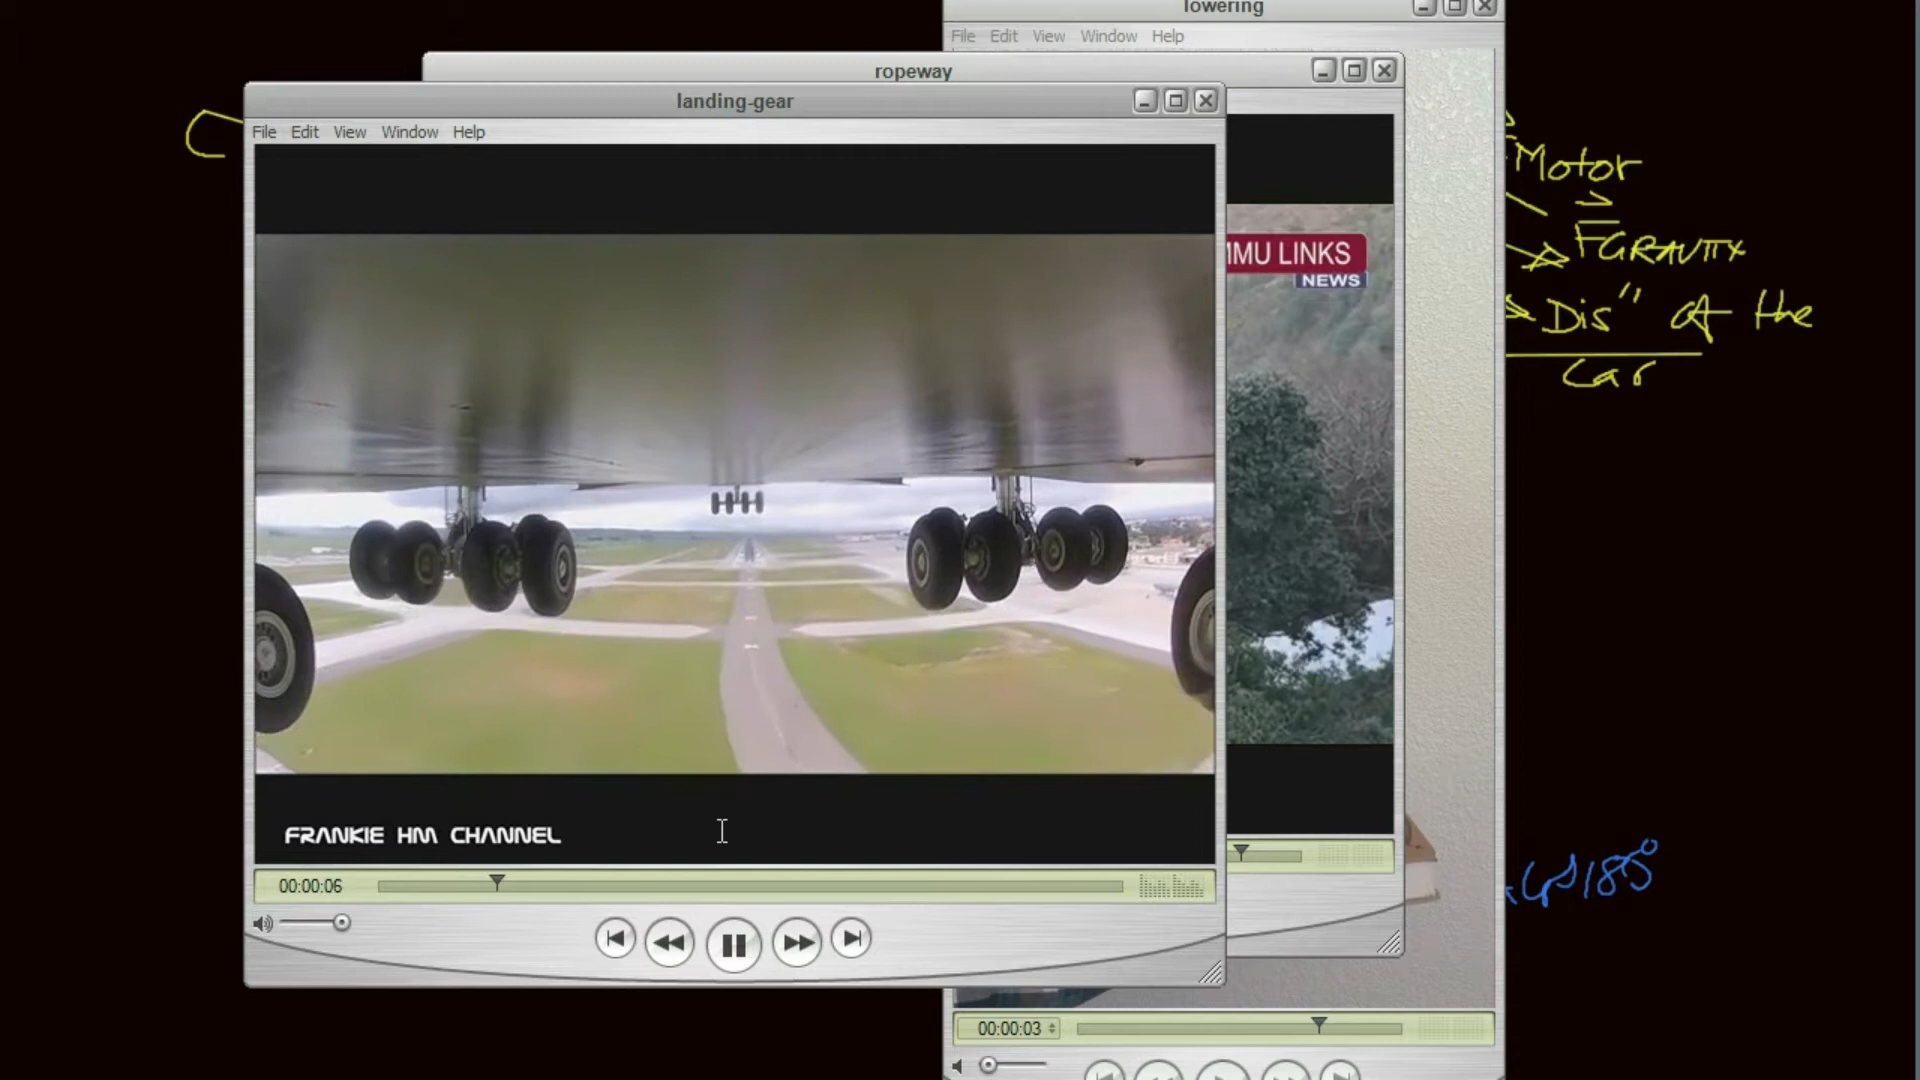 lowering
File Edit View Window Help
ropeway
landing-gear
File Edit View Window Help
Motor
FGRAVITY
Dis" of the
Car
MU LINKS
NEWS
FRANKIE HM CHANNEL
00:00:06
00:00:03